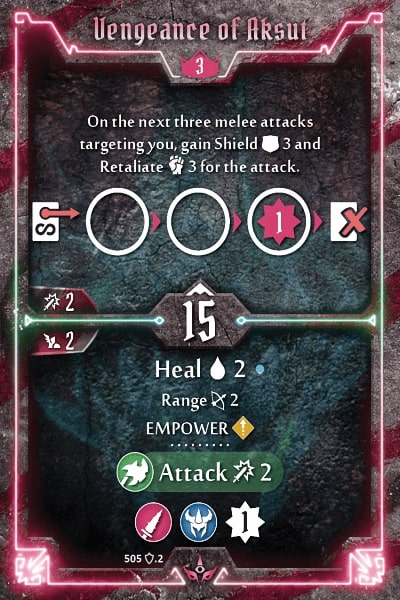 Vengeance of Aksut
3
On the next three melee attacks
targeting you, gain Shield 3 and
Retaliate 3 for the attack.
S
1
2
15
2
Heal 2
Range 2
EMPOWER
Attack 2
1
505 .2